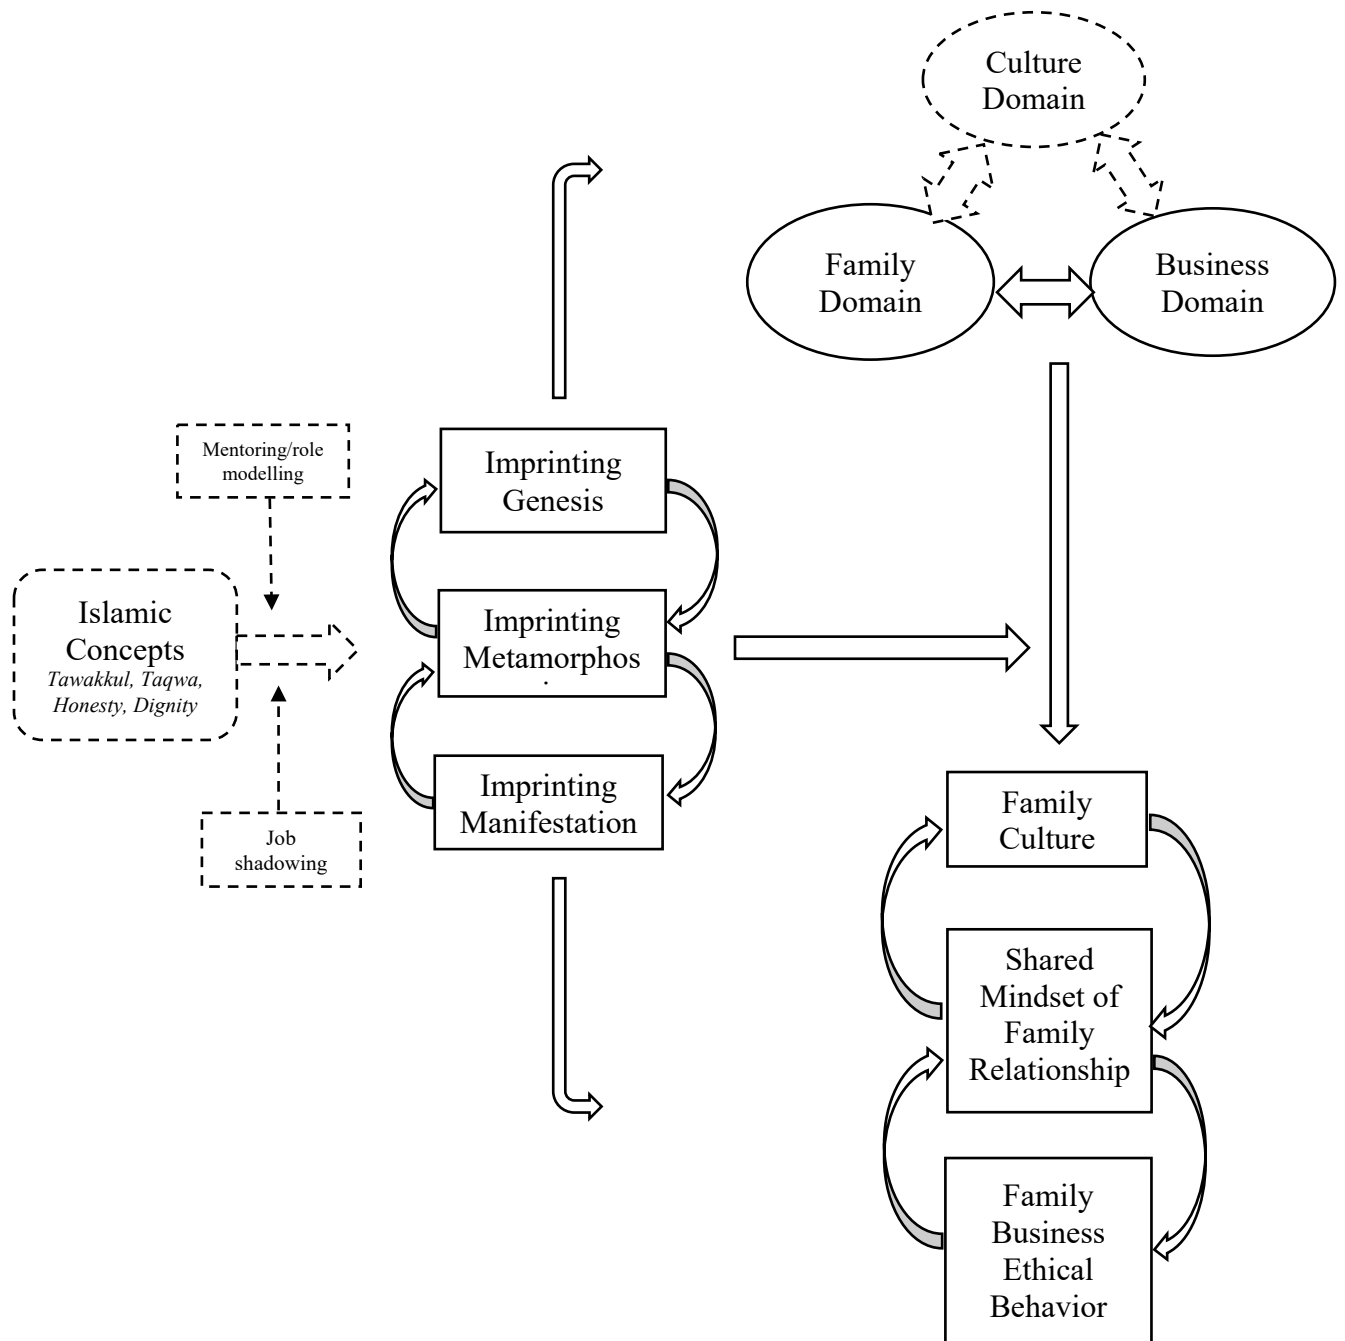 Culture
Domain
Family
Domain
Business
Domain
Mentoring/role
modelling
Imprinting
Genesis
Islamic
Concepts
Tawakkul, Taqwa,
Honesty, Dignity
Imprinting
Metamorphos
Job
shadowing
Imprinting
Manifestation
Family
Culture
Shared
Mindset of
Family
Relationship
Family
Business
Ethical
Behavior